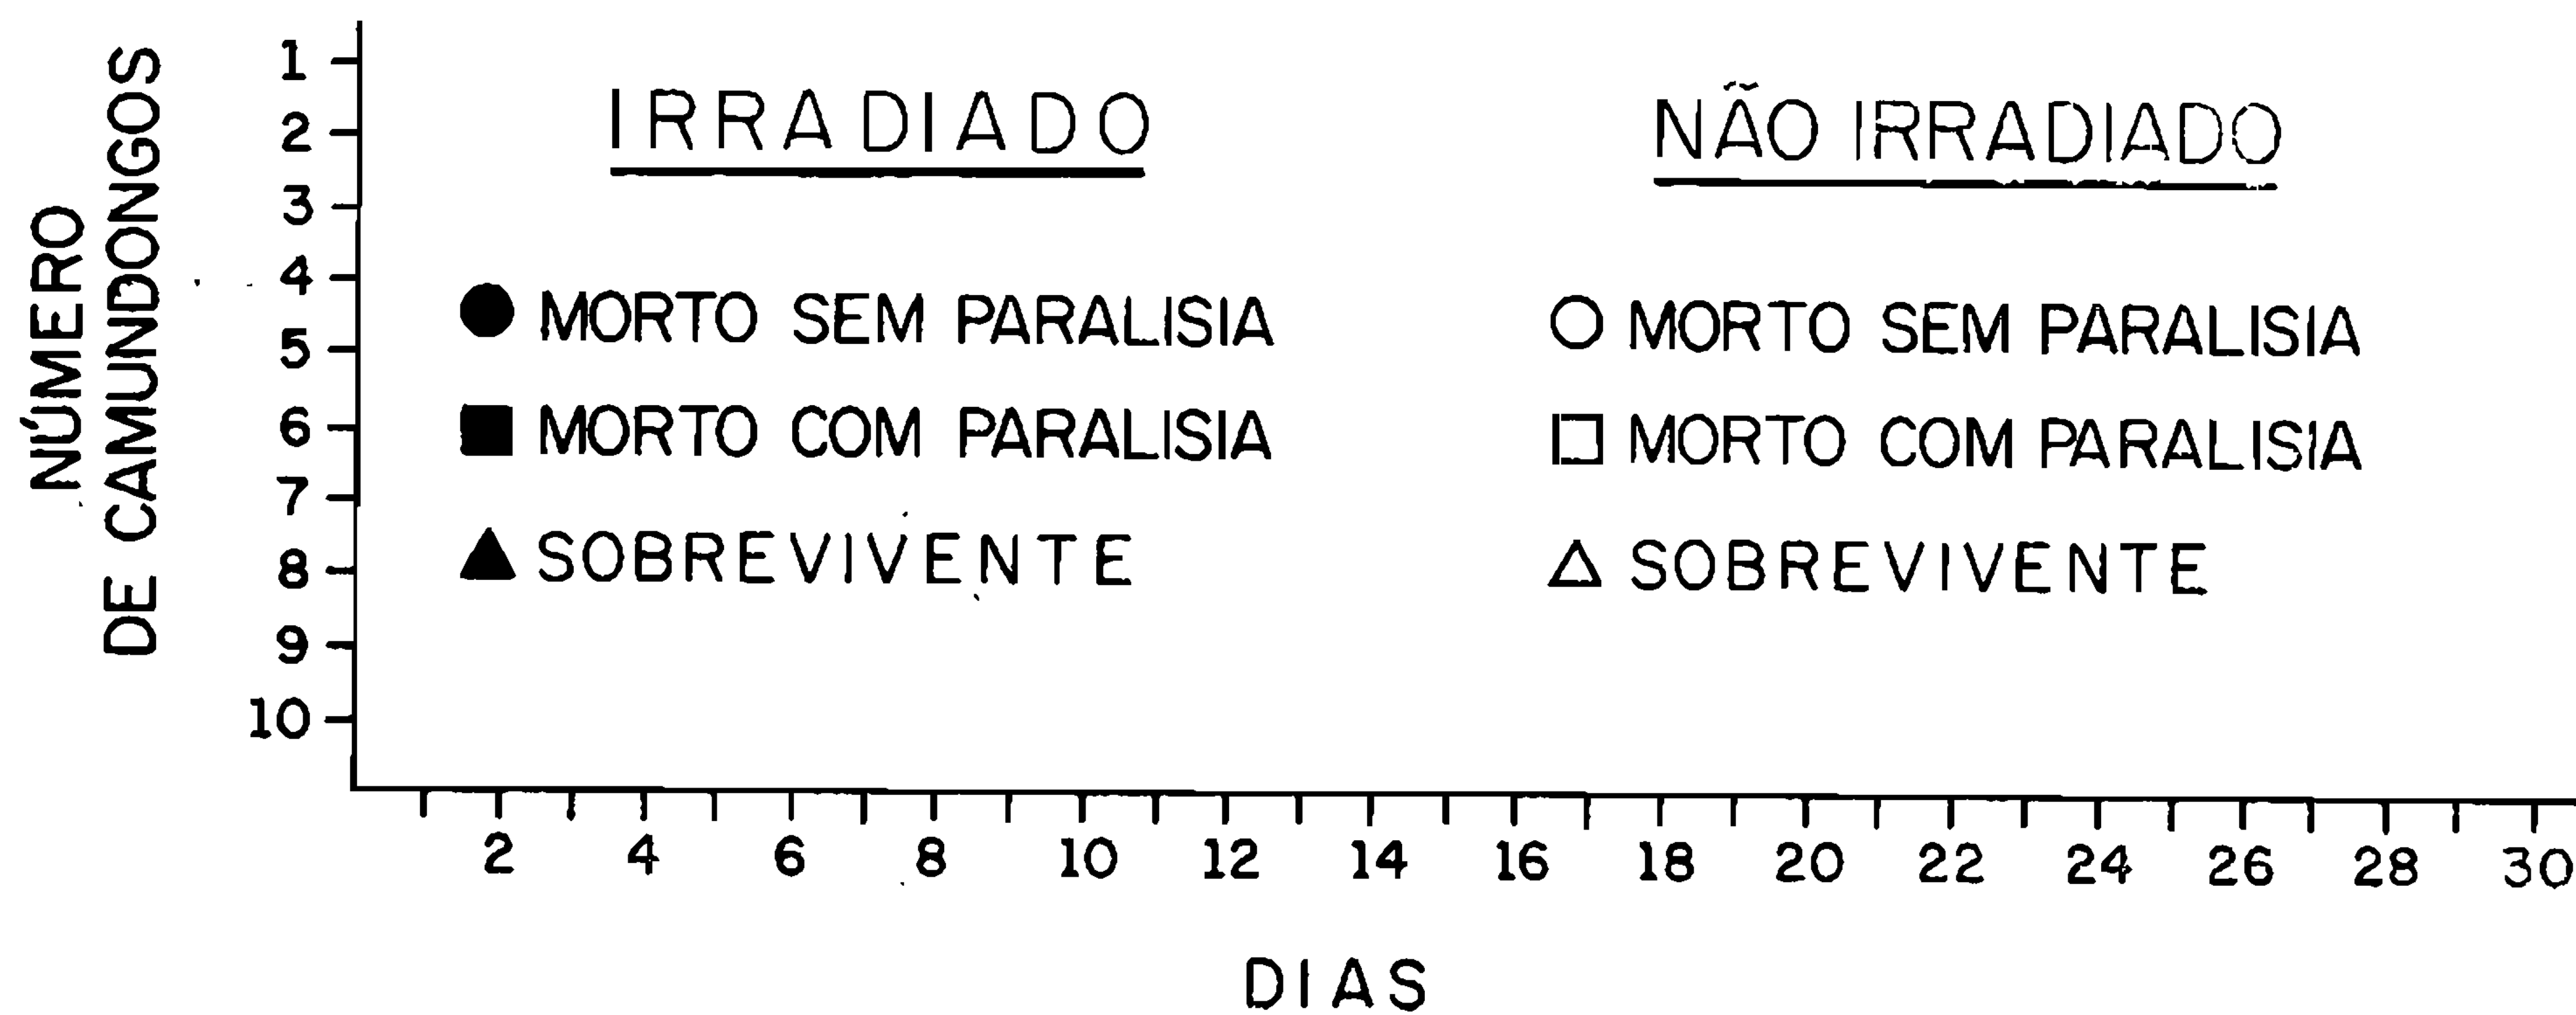 NÚMERO
DE CAMUNDONGOS
1
2
3
4
5
6
7
8
9
10
IRRADIADO
MORTO SEM PARALISIA
MORTO COM PARALISIA
SOBREVIVENTE
NÃO IRRADIADO
MORTO SEM PARALISIA
MORTO COM PARALISIA
SOBREVIVENTE
2 4 6 8 10 12 14 16 18 20 22 24 26 28 30
DIAS